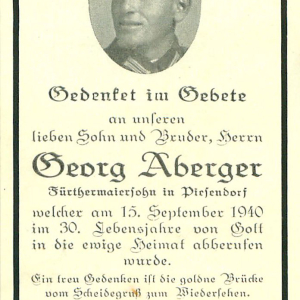 Gedenket im Gebete
an unseren
lieben Sohn und Bruder, Herrn
Georg Aberger
Fürthermaiersohn in Piesendorf
welcher am 15. September 1940
im 30. Lebensjahre von Gott
in die ewige Heimat abberufen
wurde.
Ein treu Gedenken ist die goldne Brücke
vom Scheidegruß zum Wiedersehen.